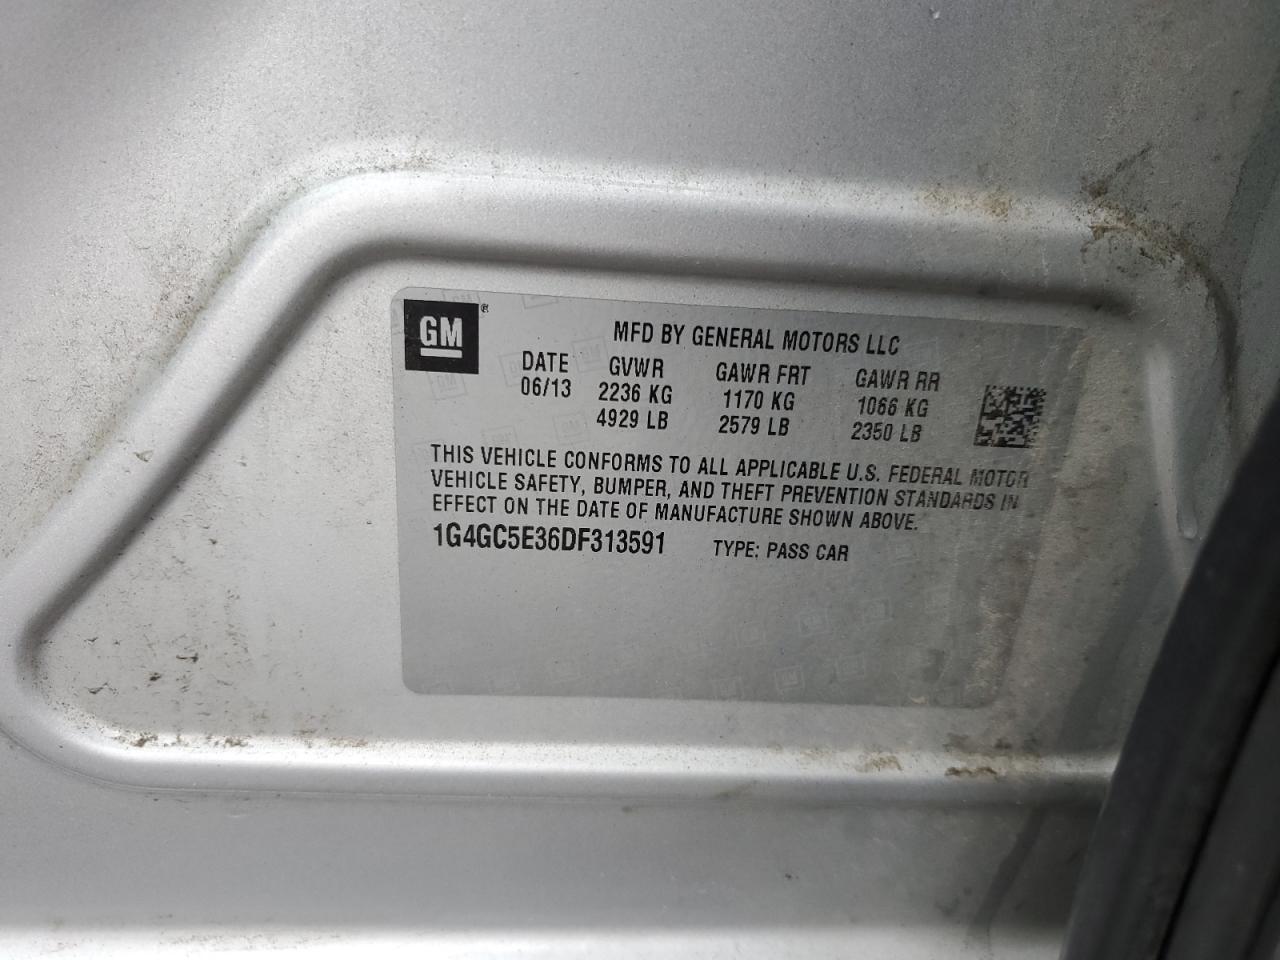 GM ®
MFD BY GENERAL MOTORS LLC
DATE GVWR GAWR FRT GAWR RR
06/13 2236 KG 1170 KG 1066 KG
4929 LB 2579 LB 2350 LB
THIS VEHICLE CONFORMS TO ALL APPLICABLE U.S. FEDERAL MOTOR
VEHICLE SAFETY, BUMPER, AND THEFT PREVENTION STANDARDS IN
EFFECT ON THE DATE OF MANUFACTURE SHOWN ABOVE.
1G4GC5E36DF313591 TYPE: PASS CAR